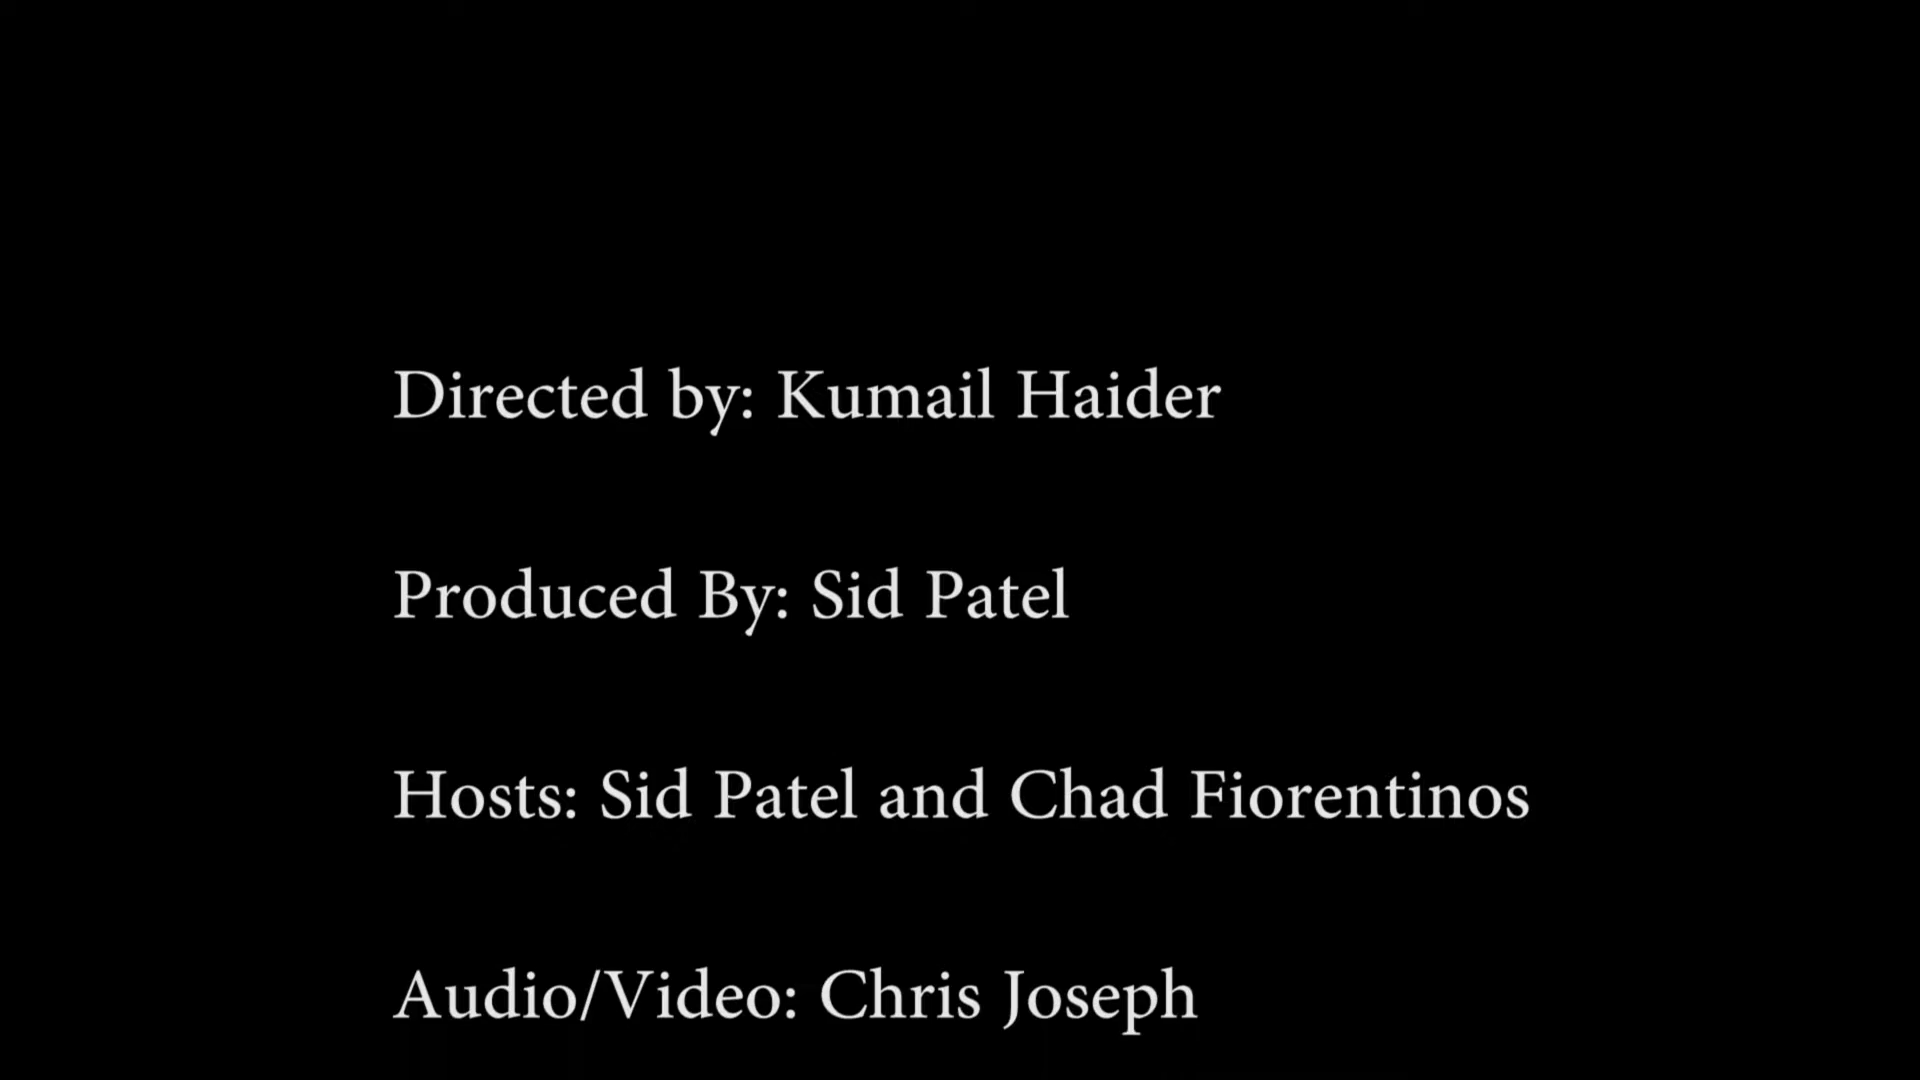 Directed by: Kumail Haider
Produced By: Sid Patel
Hosts: Sid Patel and Chad Fiorentinos
Audio/Video: Chris Joseph